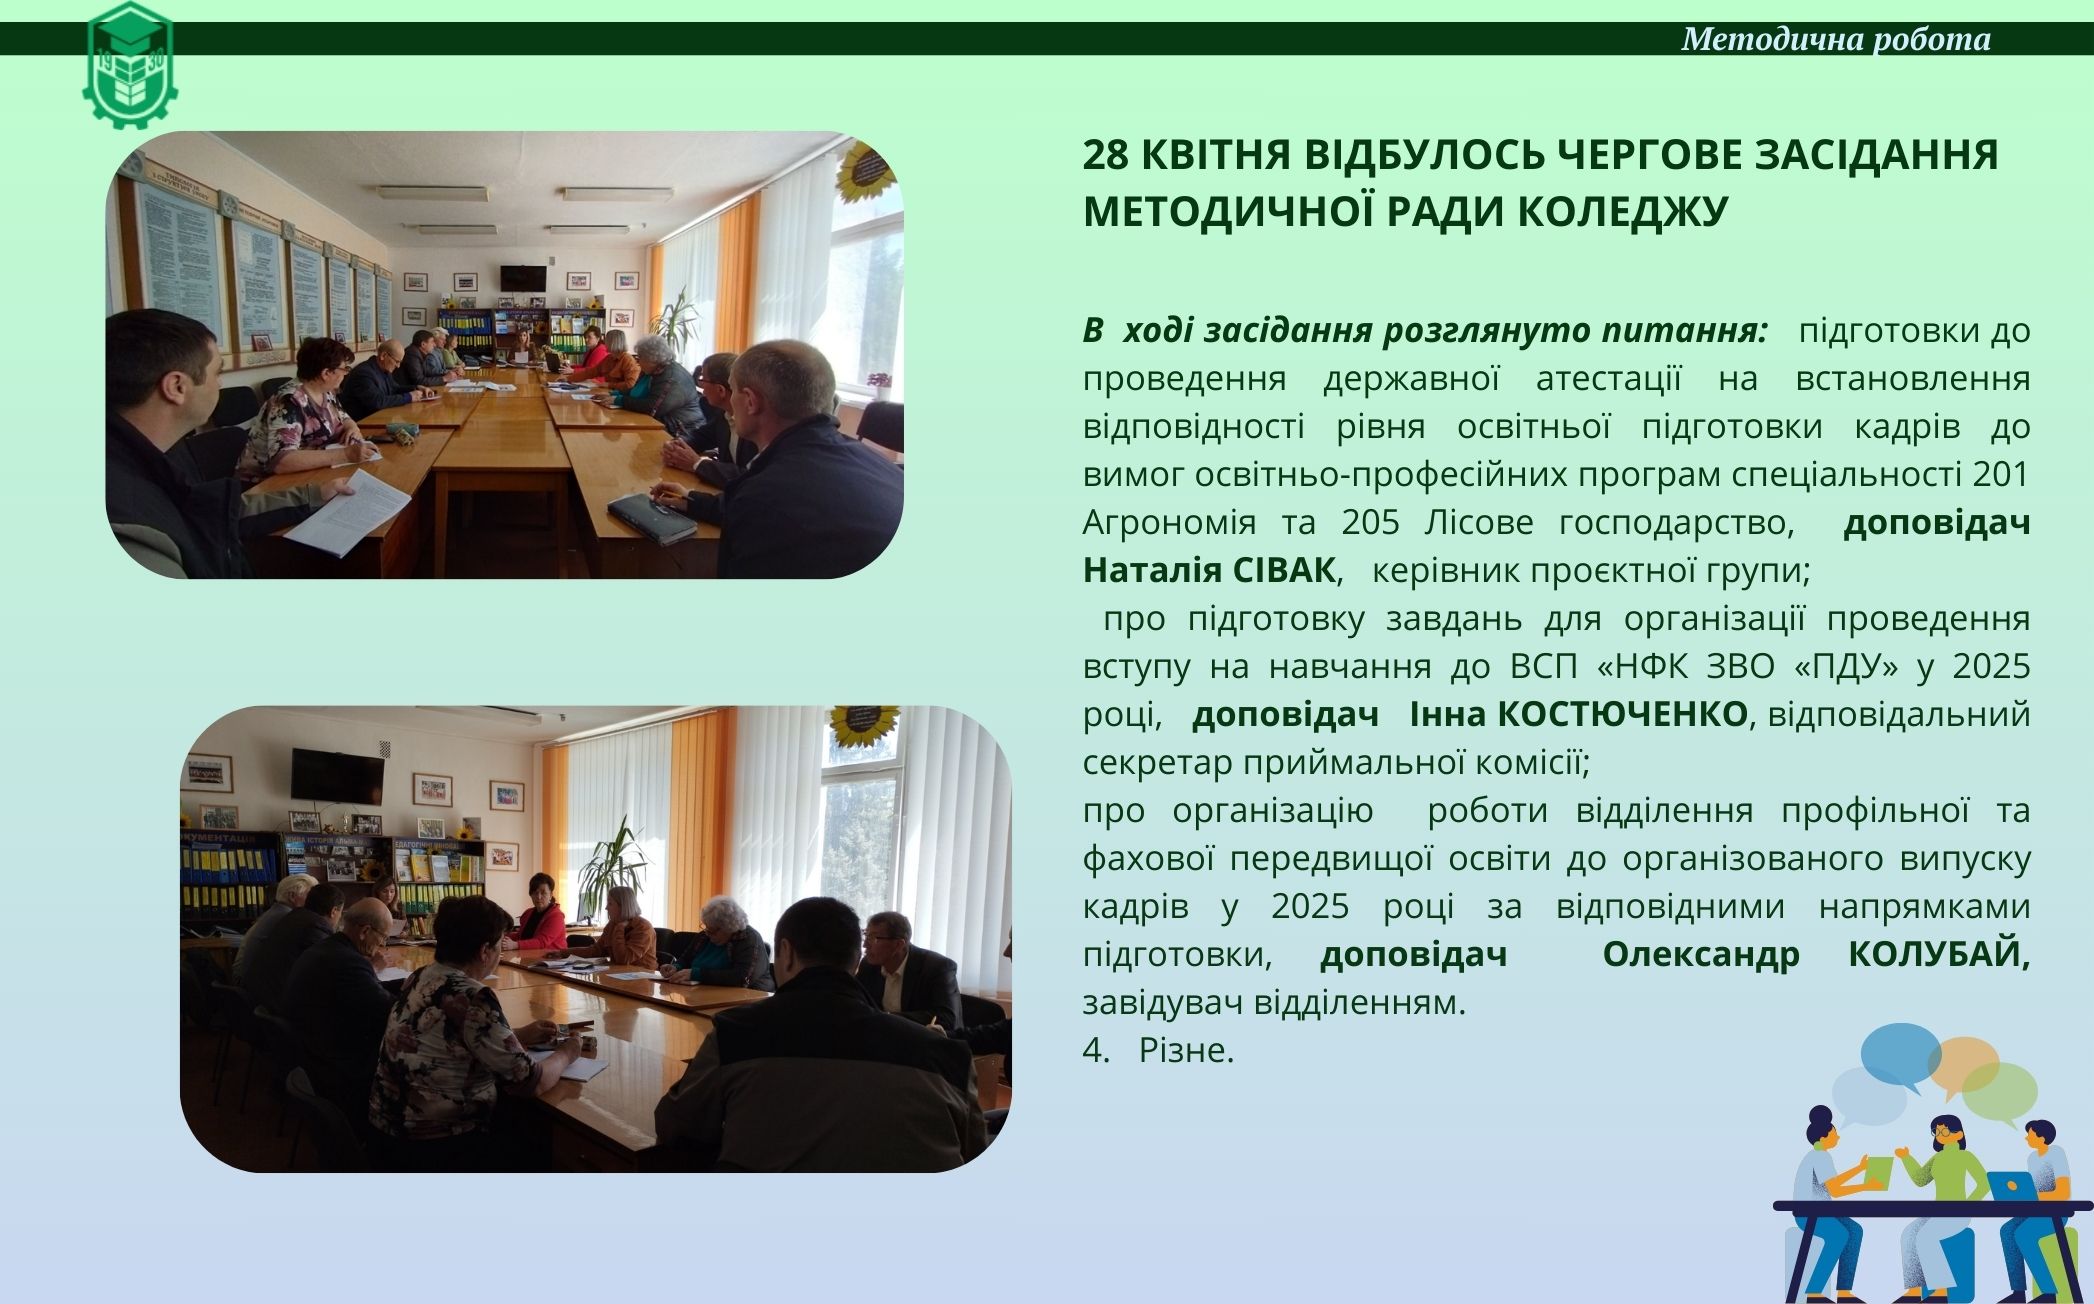 Методична робота
19 30
28 КВІТНЯ ВІДБУЛОСЬ ЧЕРГОВЕ ЗАСІДАННЯ
МЕТОДИЧНОЇ РАДИ КОЛЕДЖУ
В ході засідання розглянуто питання: підготовки до
проведення державної атестації на встановлення
відповідності рівня освітньої підготовки кадрів до
вимог освітньо-професійних програм спеціальності 201
Агрономія та 205 Лісове господарство, доповідач
Наталія СІВАК, керівник проєктної групи;
про підготовку завдань для організації проведення
вступу на навчання до ВСП «НФК ЗВО «ПДУ» у 2025
році, доповідач Інна КОСТЮЧЕНКО, відповідальний
секретар приймальної комісії;
про організацію роботи відділення профільної та
фахової передвищої освіти до організованого випуску
кадрів у 2025 році за відповідними напрямками
підготовки, доповідач Олександр КОЛУБАЙ,
завідувач відділенням.
4. Різне.